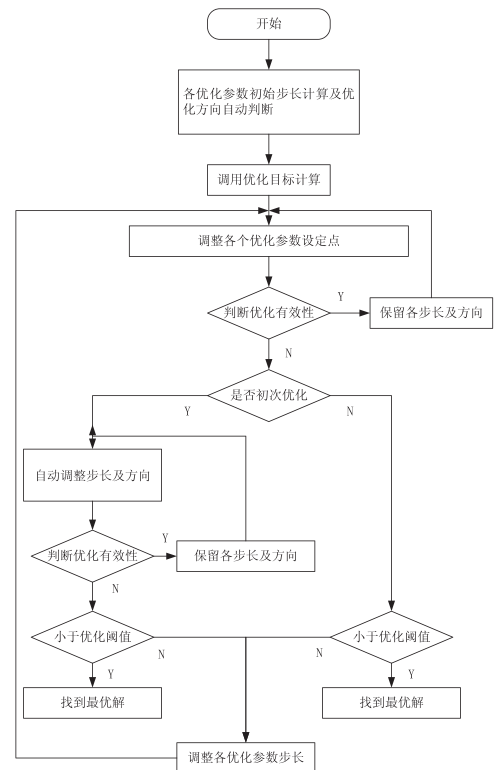 开始
各优化参数初始步长计算及优
化方向自动判断
调用优化目标计算
调整各个优化参数设定点
判断优化有效性
Y
保留各步长及方向
N
是否初次优化
Y
N
自动调整步长及方向
判断优化有效性
Y
保留各步长及方向
N
小于优化阈值
N
Y
找到最优解
小于优化阈值
N
Y
找到最优解
调整各优化参数步长